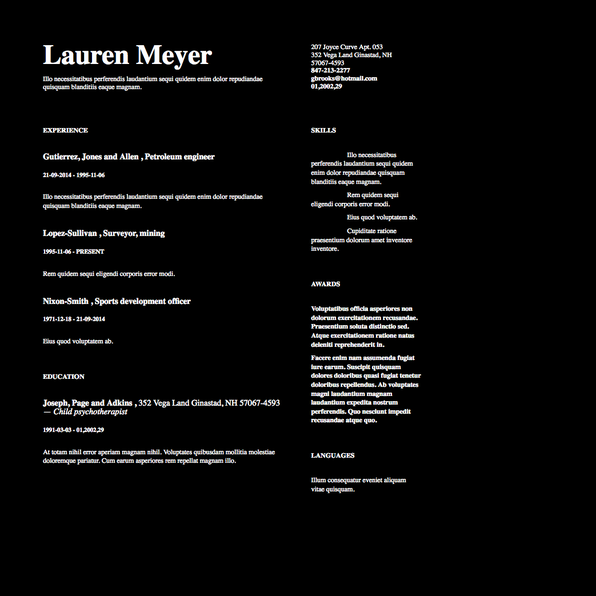 Lauren Meyer
Illo necessitatibus perferendis laudantium sequi quidem enim dolor repudiandae
quisquam blanditiis eaque magnam.
207 Joyce Curve Apt. 053
352 Vega Land Ginastad, NH
57067-4593
847-213-2277
gbrooks@hotmail.com
01,2002,29
EXPERIENCE
Gutierrez, Jones and Allen , Petroleum engineer
21-09-2014 - 1995-11-06
Illo necessitatibus perferendis laudantium sequi quidem enim dolor repudiandae
quisquam blanditiis eaque magnam.
Lopez-Sullivan , Surveyor, mining
1995-11-06 - PRESENT
Rem quidem sequi eligendi corporis error modi.
Nixon-Smith , Sports development officer
1971-12-18 - 21-09-2014
Eius quod voluptatem ab.
EDUCATION
Joseph, Page and Adkins , 352 Vega Land Ginastad, NH 57067-4593
— Child psychotherapist
1991-03-03 - 01,2002,29
At totam nihil error aperiam magnam nihil. Voluptates quibusdam mollitia molestiae
doloremque pariatur. Cum earum asperiores rem repellat magnam illo.
SKILLS
Illo necessitatibus
perferendis laudantium sequi quidem
enim dolor repudiandae quisquam
blanditiis eaque magnam.
Rem quidem sequi
eligendi corporis error modi.
Eius quod voluptatem ab.
Cupiditate ratione
praesentium dolorum amet inventore
inventore.
AWARDS
Voluptatibus officia asperiores non
dolorum exercitationem recusandae.
Praesentium soluta distinctio sed.
Atque exercitationem ratione natus
deleniti reprehenderit in.
Facere enim nam assumenda fugiat
iure earum. Suscipit quisquam
dolores doloribus quasi fugiat tenetur
doloribus repellendus. Ab voluptates
magni laudantium magnam
laudantium expedita nostrum
perferendis. Quo nesciunt impedit
recusandae atque quo.
LANGUAGES
Illum consequatur eveniet aliquam
vitae quisquam.